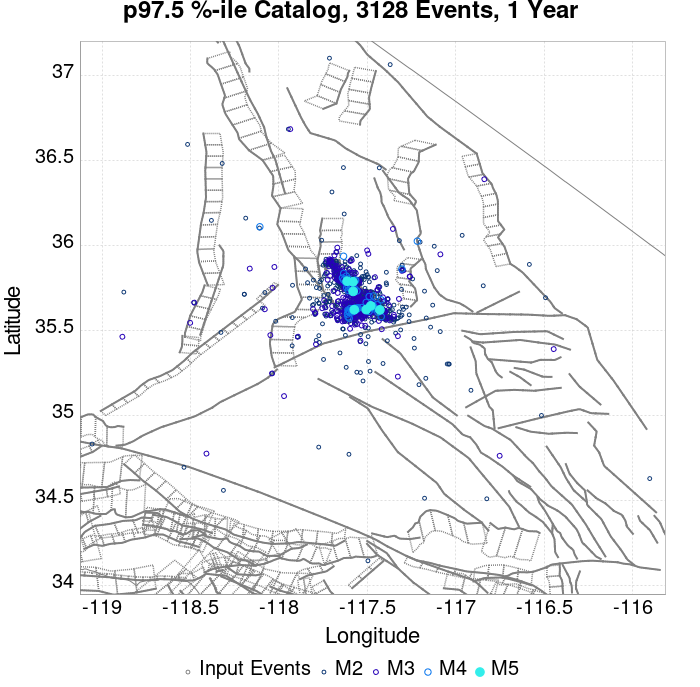 p97.5 %-ile Catalog, 3128 Events, 1 Year
37
36.5
36
35.5
35
34.5
34
Latitude
-119 -118.5 -118 -117.5 -117 -116.5 -116
Longitude
Input Events M2 M3 M4 M5